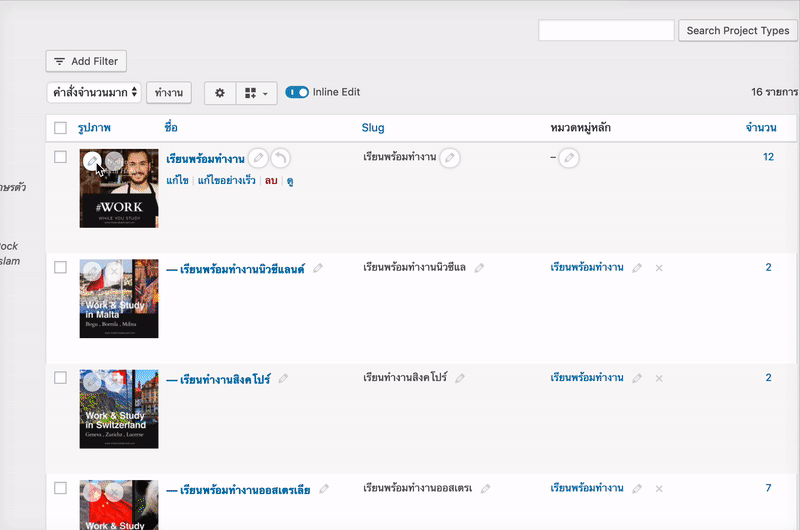 Search Project Types
Add Filter
คำสั่งจำนวนมาก ทำงาน Inline Edit 16 รายการ
รูปภาพ ชื่อ Slug หมวดหมู่หลัก จำนวน
เรียนพร้อมทำงาน เรียนพร้อมทำงาน – 12
แก้ไข | แก้ไขอย่างเร็ว | ลบ | ดู
#WORK
WHILE YOU STUDY
ock
slam
— เรียนพร้อมทำงานนิวซีแลนด์ เรียนพร้อมทำงานนิวซีแล เรียนพร้อมทำงาน 2
Work & Study
in Malta
Birgu , Bormla , Mdina
— เรียนทำงานสิงคโปร์ เรียนทำงานสิงคโปร์ เรียนพร้อมทำงาน 2
Work & Study
in Switzerland
Geneva , Zurich , Lucerne
— เรียนพร้อมทำงานออสเตรเลีย เรียนพร้อมทำงานออสเตรเ เรียนพร้อมทำงาน 7
Work & Study